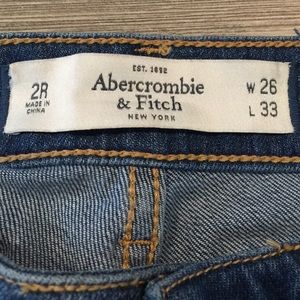 EST. 1892
2R
MADE IN
CHINA
Abercrombie
& Fitch
NEW YORK
W 26
L 33